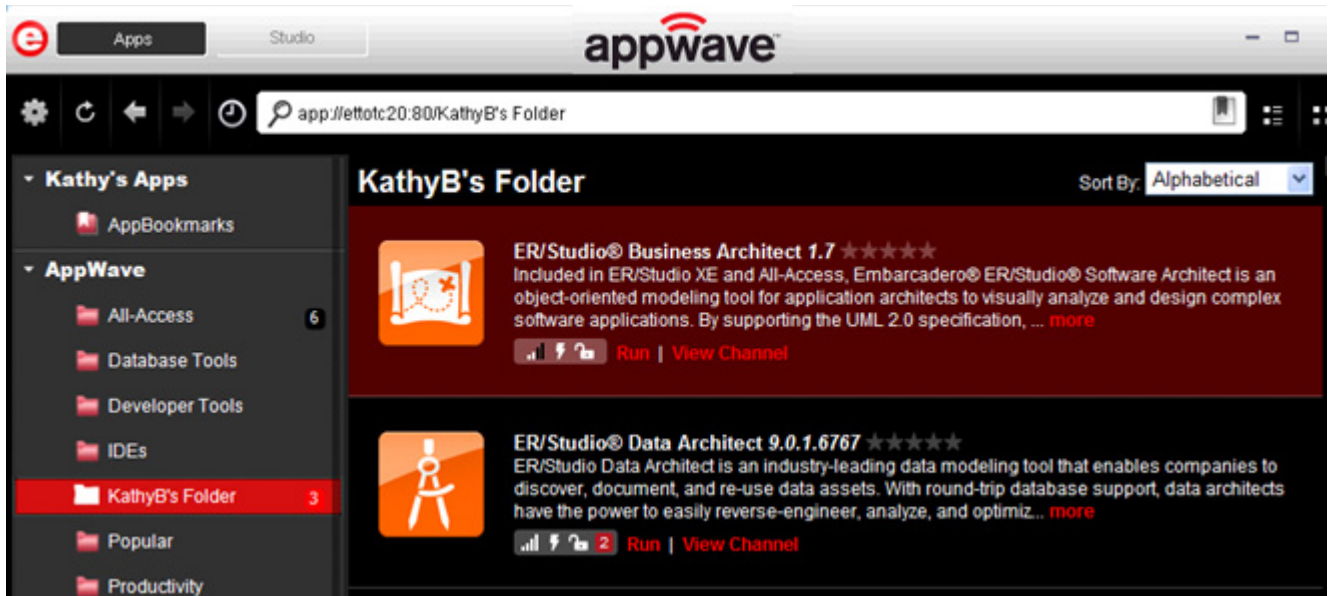 e Apps Studio appwave™
app://ettotc20:80/KathyB's Folder
Kathy's Apps
AppBookmarks
AppWave
All-Access 6
Database Tools
Developer Tools
IDEs
KathyB's Folder 3
Popular
Productivity
KathyB's Folder
Sort By: Alphabetical
ER/Studio® Business Architect 1.7
Included in ER/Studio XE and All-Access, Embarcadero® ER/Studio® Software Architect is an
object-oriented modeling tool for application architects to visually analyze and design complex
software applications. By supporting the UML 2.0 specification, ... more
Run | View Channel
ER/Studio® Data Architect 9.0.1.6767
ER/Studio Data Architect is an industry-leading data modeling tool that enables companies to
discover, document, and re-use data assets. With round-trip database support, data architects
have the power to easily reverse-engineer, analyze, and optimiz... more
2 Run | View Channel